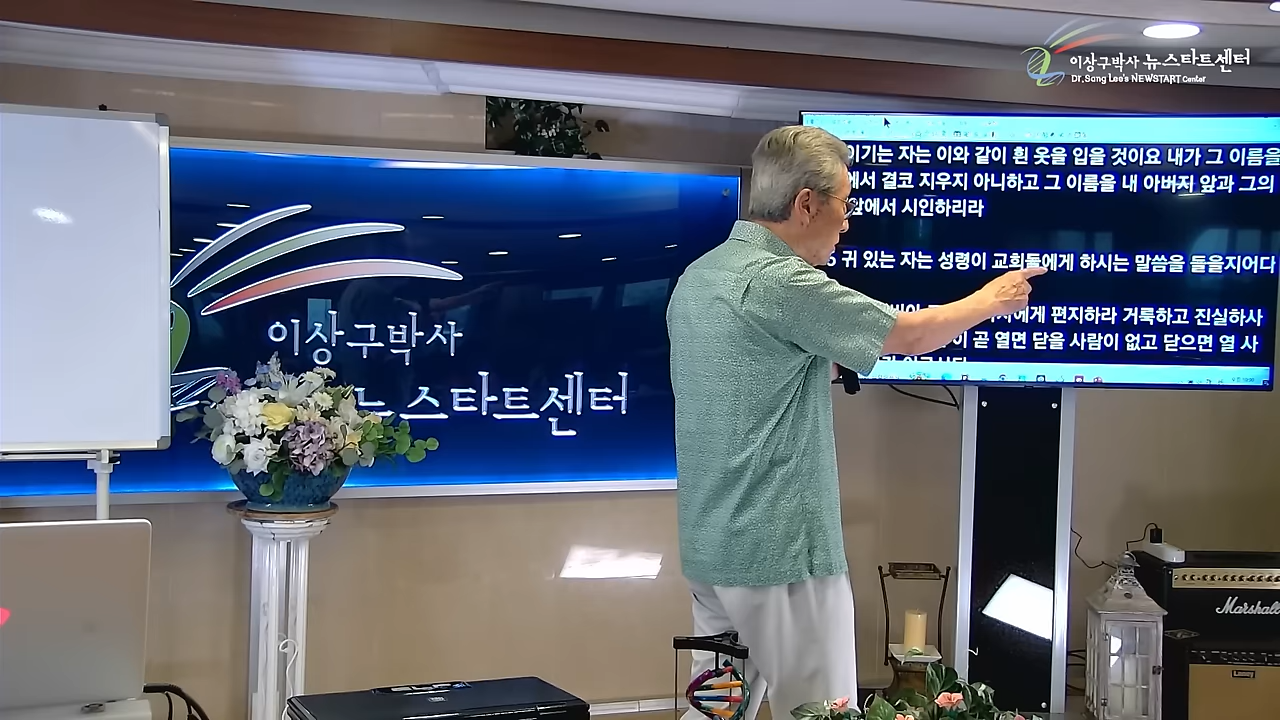 이상구박사 뉴스타트센터
Dr. Sang Lee's NEWSTART Center
이기는 자는 이와 같이 흰 옷을 입을 것이요 내가 그 이름을
에서 결코 지우지 아니하고 그 이름을 내 아버지 앞과 그의
앞에서 시인하리라
귀 있는 자는 성령이 교회들에게 하시는 말씀을 들을지어다
에게 편지하라 거룩하고 진실하사
이 곧 열면 닫을 사람이 없고 닫으면 열 사
이상구박사
뉴스타트센터
Marshall